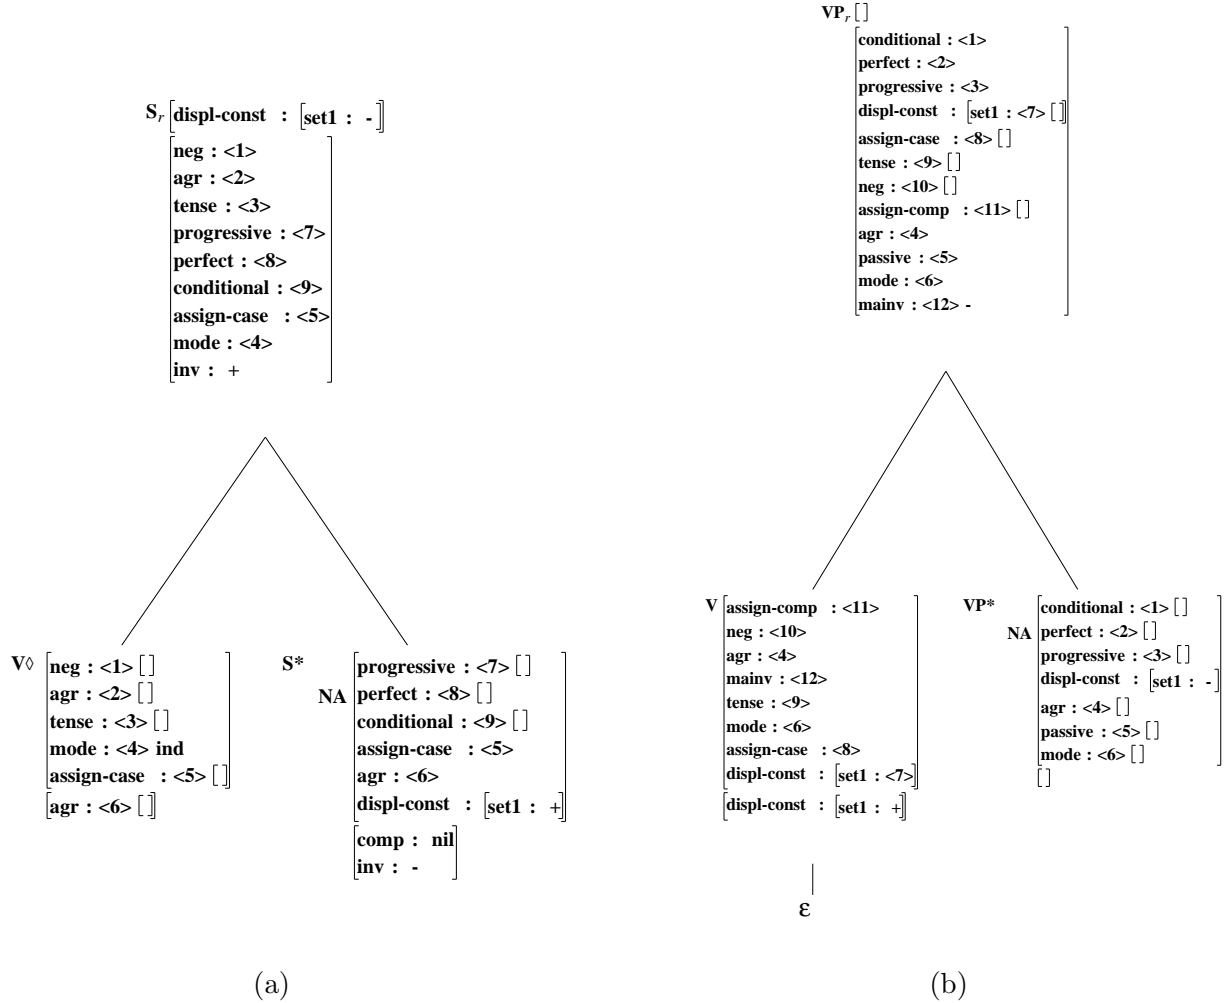 S_r [displ-const : [set1 : -]]
[neg : <1>
agr : <2>
tense : <3>
progressive : <7>
perfect : <8>
conditional : <9>
assign-case : <5>
mode : <4>
inv : +]
V◊ [neg : <1> []
agr : <2> []
tense : <3> []
mode : <4> ind
assign-case : <5> []]
[agr : <6> []]
S*
NA
[progressive : <7> []
perfect : <8> []
conditional : <9> []
assign-case : <5>
agr : <6>
displ-const : [set1 : +]]
[comp : nil
inv : -]
(a)
VP_r []
[conditional : <1>
perfect : <2>
progressive : <3>
displ-const : [set1 : <7> []]
assign-case : <8> []
tense : <9> []
neg : <10> []
assign-comp : <11> []
agr : <4>
passive : <5>
mode : <6>
mainv : <12> -]
V [assign-comp : <11>
neg : <10>
agr : <4>
mainv : <12>
tense : <9>
mode : <6>
assign-case : <8>
displ-const : [set1 : <7>]]
[displ-const : [set1 : +]]
ε
VP*
NA
[conditional : <1> []
perfect : <2> []
progressive : <3> []
displ-const : [set1 : -]
agr : <4> []
passive : <5> []
mode : <6> []]
[]
(b)